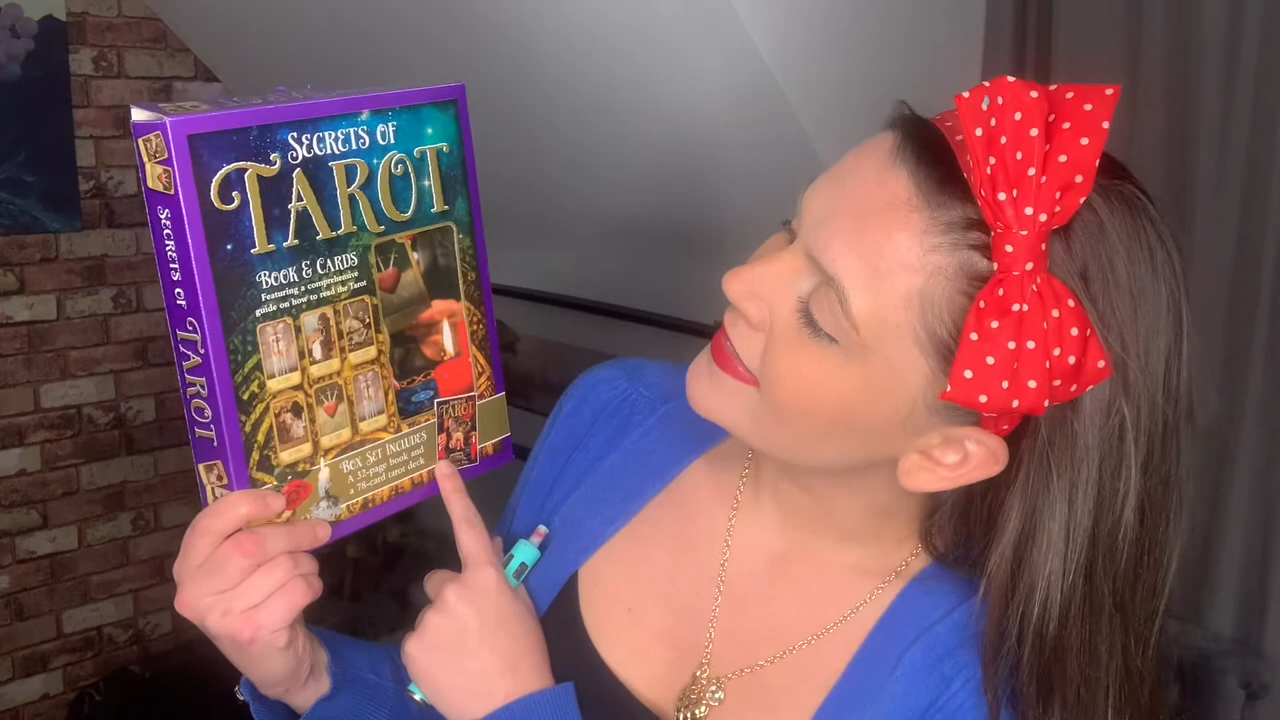 SECRETS OF
TAROT
BOOK & CARDS
Featuring a comprehensive
guide on how to read the Tarot
BOX SET INCLUDES
A 32-page book and
a 78-card tarot deck
TAROT
SECRETS OF TAROT